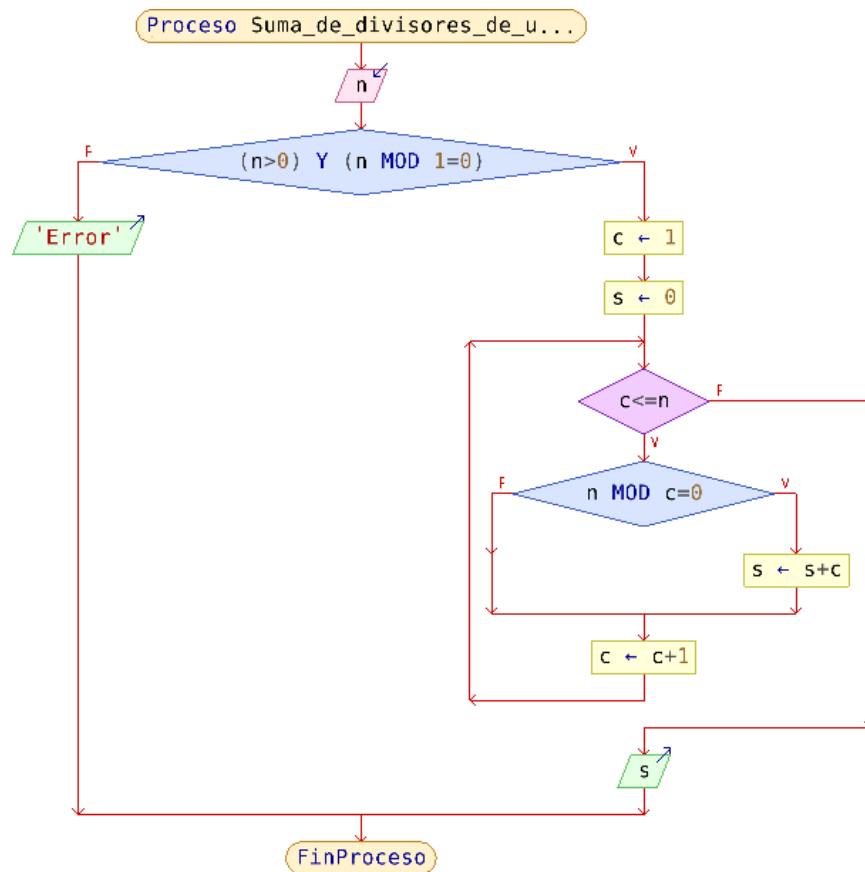 Proceso Suma_de_divisores_de_u...
n
(n>0) Y (n MOD 1=0)
F
V
'Error'
c ← 1
s ← 0
c<=n
F
V
n MOD c=0
F
V
s ← s+c
c ← c+1
s
FinProceso